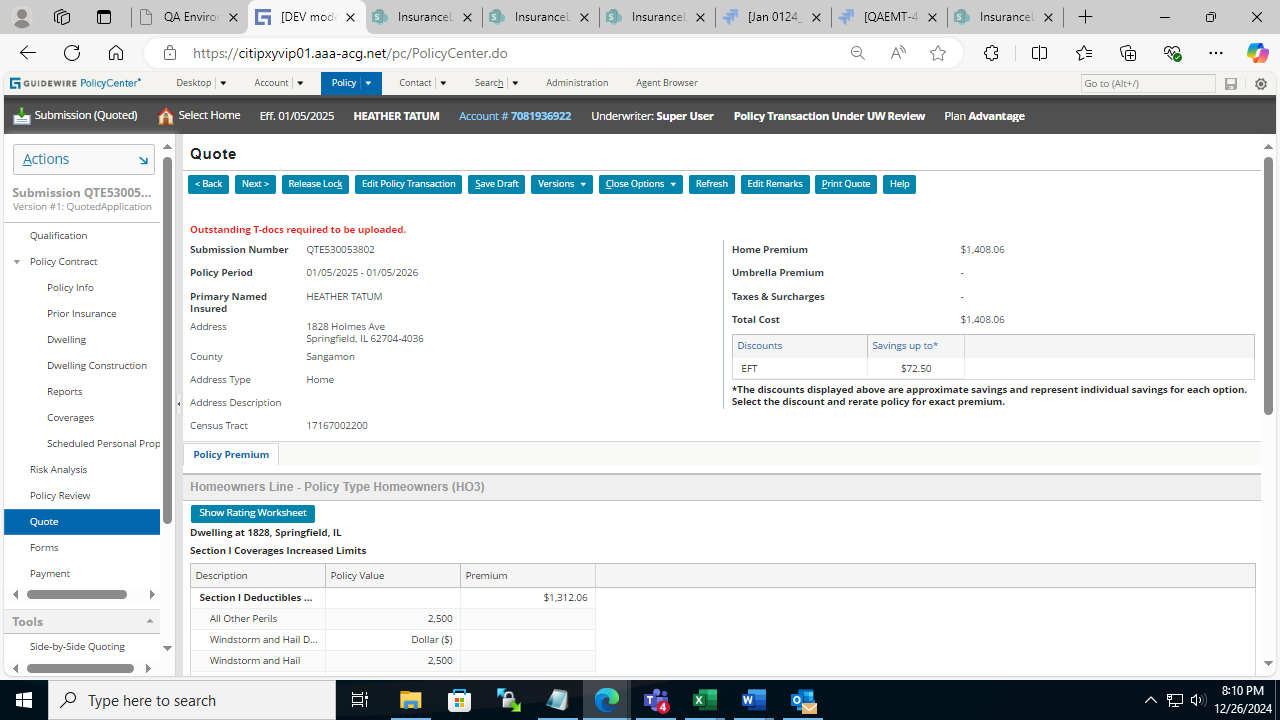 QA Environ
[DEV mode
InsuranceL
InsuranceL
InsuranceL
[Jan 0124_
[QAEMT-4
InsuranceL
https://citipxyvip01.aaa-acg.net/pc/PolicyCenter.do
GUIDEWIRE PolicyCenter
Desktop
Account
Policy
Contact
Search
Administration
Agent Browser
Go to (Alt+/)
Submission (Quoted)
Select Home
Eff. 01/05/2025
HEATHER TATUM
Account # 7081936922
Underwriter: Super User
Policy Transaction Under UW Review
Plan Advantage
Actions
Submission QTE53005...
Version #1: QuotedApplication
Qualification
Policy Contract
Policy Info
Prior Insurance
Dwelling
Dwelling Construction
Reports
Coverages
Scheduled Personal Prop
Risk Analysis
Policy Review
Quote
Forms
Payment
Tools
Side-by-Side Quoting
Quote
< Back
Next >
Release Lock
Edit Policy Transaction
Save Draft
Versions
Close Options
Refresh
Edit Remarks
Print Quote
Help
Outstanding T-docs required to be uploaded.
Submission Number QTE530053802
Policy Period 01/05/2025 - 01/05/2026
Primary Named Insured HEATHER TATUM
Address 1828 Holmes Ave
Springfield, IL 62704-4036
County Sangamon
Address Type Home
Address Description
Census Tract 17167002200
Home Premium $1,408.06
Umbrella Premium -
Taxes & Surcharges -
Total Cost $1,408.06
Discounts Savings up to*
EFT $72.50
*The discounts displayed above are approximate savings and represent individual savings for each option.
Select the discount and rerate policy for exact premium.
Policy Premium
Homeowners Line - Policy Type Homeowners (HO3)
Show Rating Worksheet
Dwelling at 1828, Springfield, IL
Section I Coverages Increased Limits
Description Policy Value Premium
Section I Deductibles ... $1,312.06
All Other Perils 2,500
Windstorm and Hail D... Dollar ($)
Windstorm and Hail 2,500
Type here to search
4
8:10 PM
12/26/2024